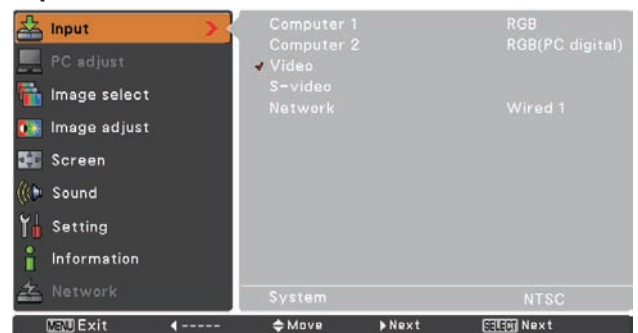 Input
PC adjust
Image select
Image adjust
Screen
Sound
Setting
Information
Network
Computer 1 RGB
Computer 2 RGB(PC digital)
Video
S-video
Network Wired 1
System NTSC
MENU Exit ----- Move Next SELECT Next